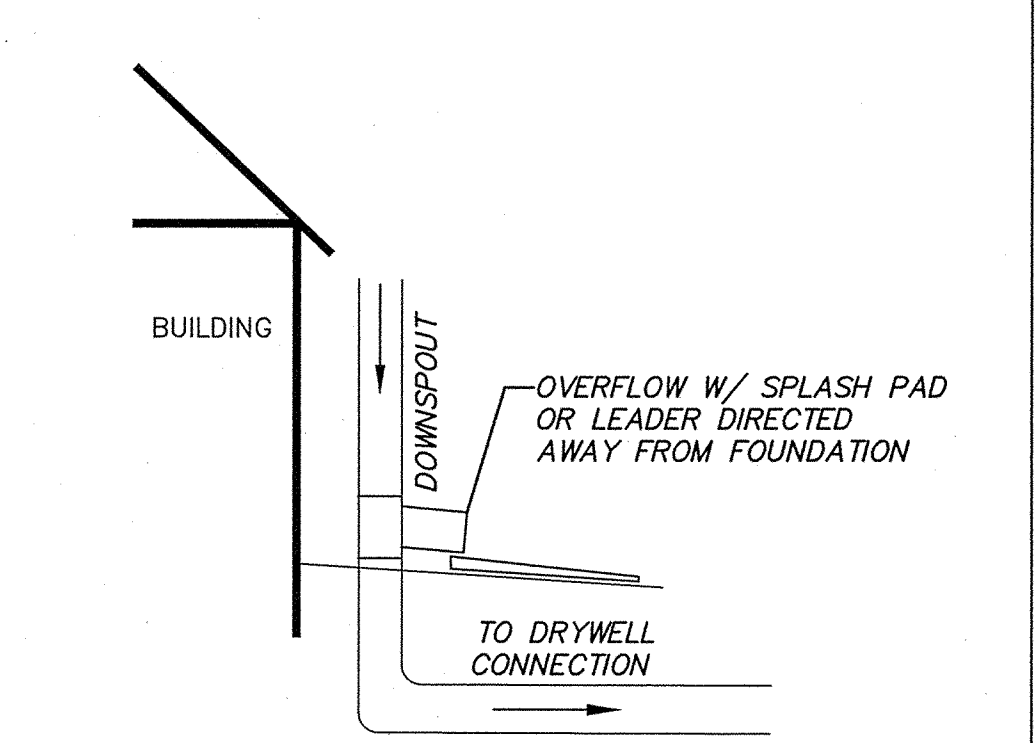 BUILDING
DOWNSPOUT
OVERFLOW W/ SPLASH PAD
OR LEADER DIRECTED
AWAY FROM FOUNDATION
TO DRYWELL
CONNECTION